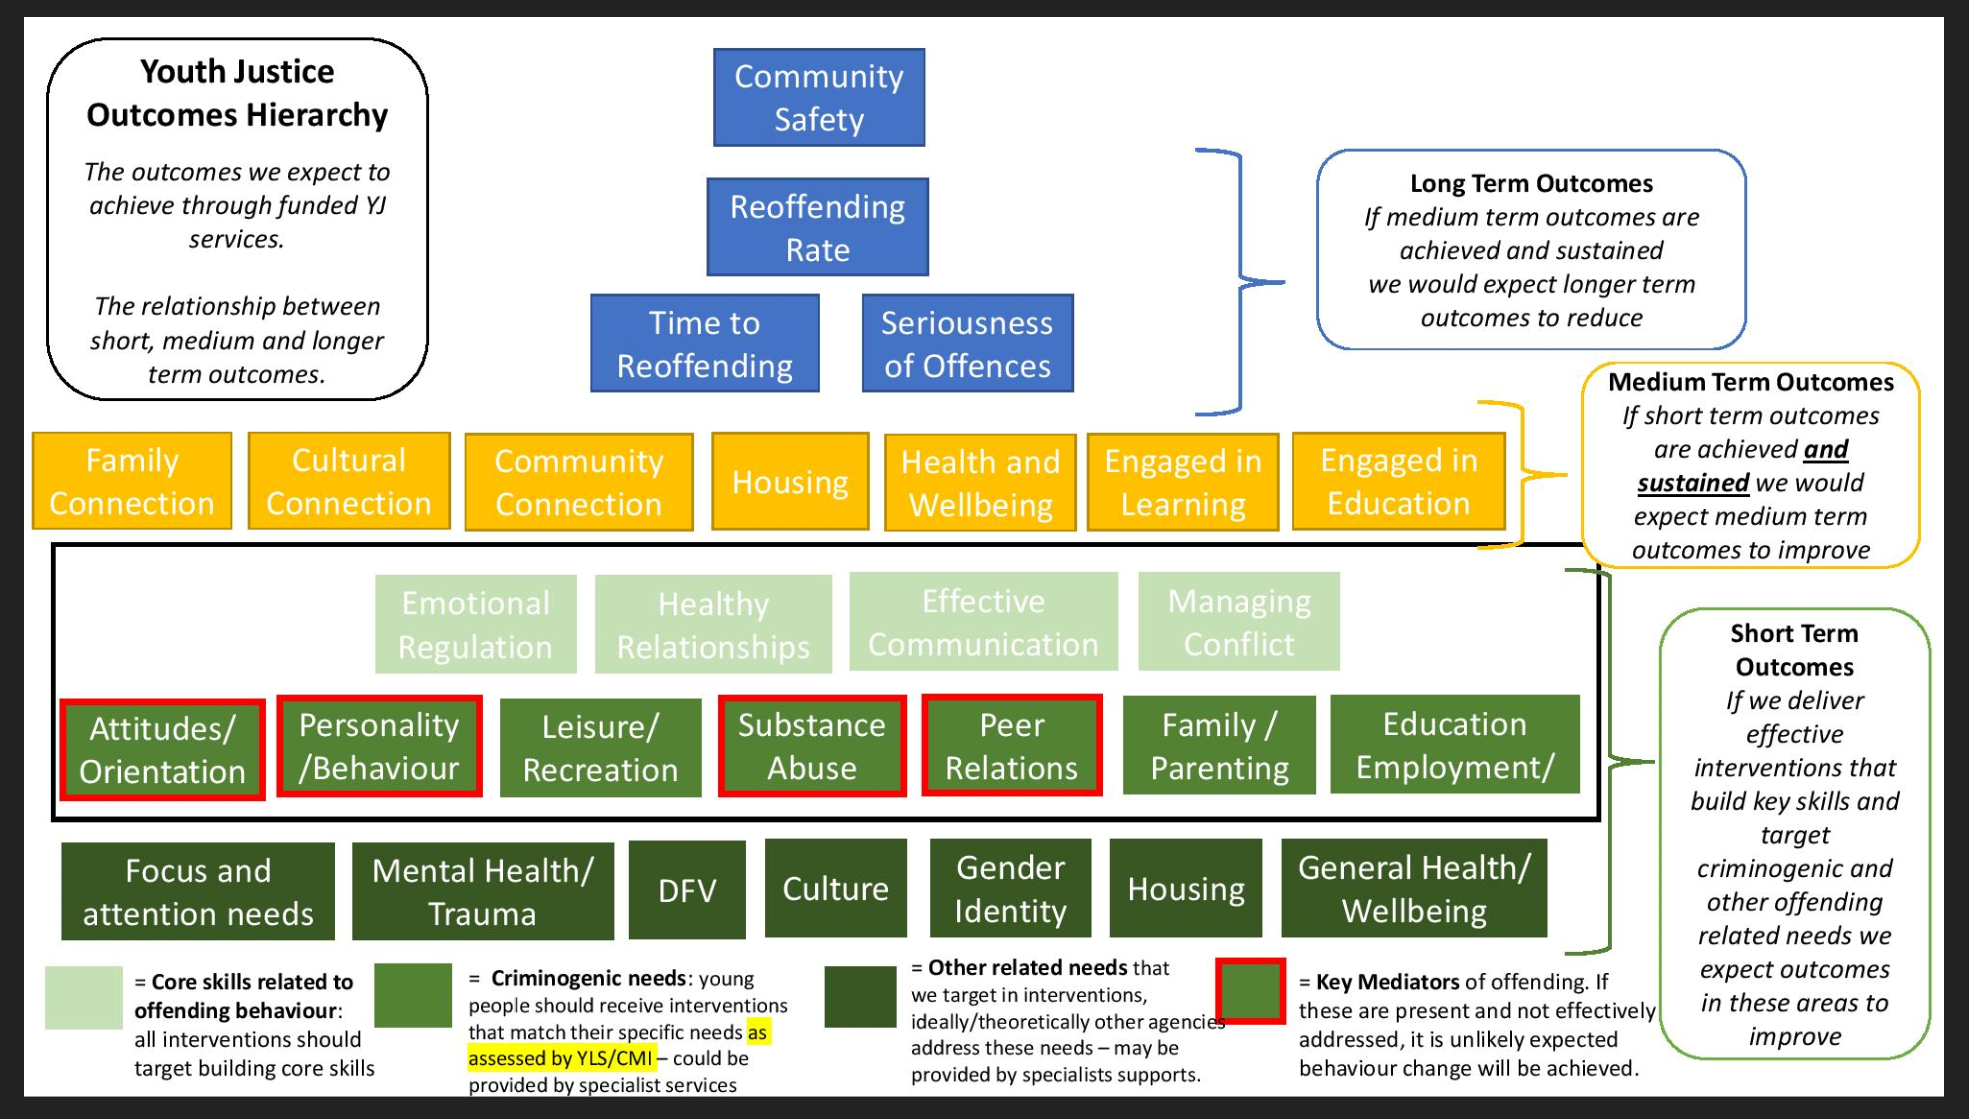 Youth Justice
Outcomes Hierarchy
The outcomes we expect to
achieve through funded YJ
services.
The relationship between
short, medium and longer
term outcomes.
Community
Safety
Reoffending
Rate
Time to
Reoffending
Seriousness
of Offences
Long Term Outcomes
If medium term outcomes are
achieved and sustained
we would expect longer term
outcomes to reduce
Family
Connection
Cultural
Connection
Community
Connection
Housing
Health and
Wellbeing
Engaged in
Learning
Engaged in
Education
Medium Term Outcomes
If short term outcomes
are achieved and
sustained we would
expect medium term
outcomes to improve
Emotional
Regulation
Healthy
Relationships
Effective
Communication
Managing
Conflict
Attitudes/
Orientation
Personality
/Behaviour
Leisure/
Recreation
Substance
Abuse
Peer
Relations
Family /
Parenting
Education
Employment/
Short Term
Outcomes
If we deliver
effective
interventions that
build key skills and
target
criminogenic and
other offending
related needs we
expect outcomes
in these areas to
improve
Focus and
attention needs
Mental Health/
Trauma
DFV
Culture
Gender
Identity
Housing
General Health/
Wellbeing
= Core skills related to
offending behaviour:
all interventions should
target building core skills
= Criminogenic needs: young
people should receive interventions
that match their specific needs as
assessed by YLS/CMI – could be
provided by specialist services
= Other related needs that
we target in interventions,
ideally/theoretically other agencies
address these needs – may be
provided by specialists supports.
= Key Mediators of offending. If
these are present and not effectively
addressed, it is unlikely expected
behaviour change will be achieved.